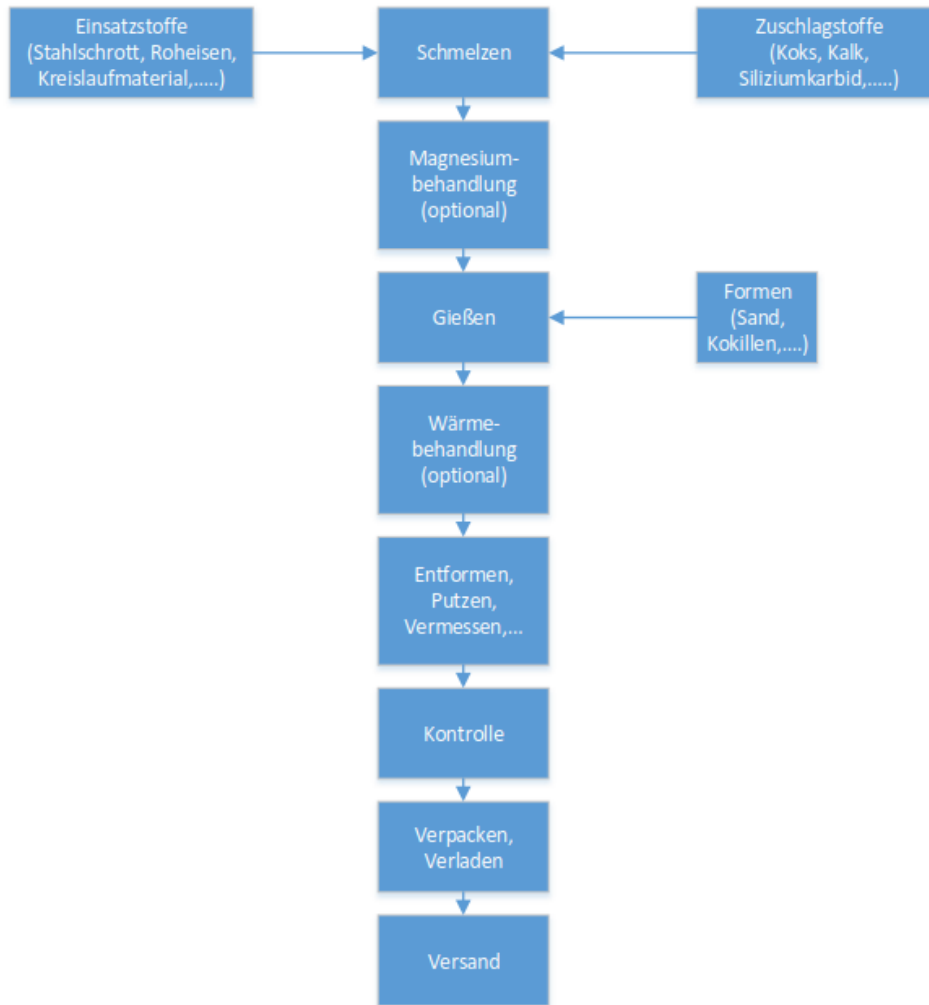 Einsatzstoffe
(Stahlschrott, Roheisen,
Kreislaufmaterial,.....)
Schmelzen
Zuschlagstoffe
(Koks, Kalk,
Siliziumkarbid,.....)
Magnesium-
behandlung
(optional)
Gießen
Formen
(Sand,
Kokillen,....)
Wärme-
behandlung
(optional)
Entformen,
Putzen,
Vermessen,...
Kontrolle
Verpacken,
Verladen
Versand